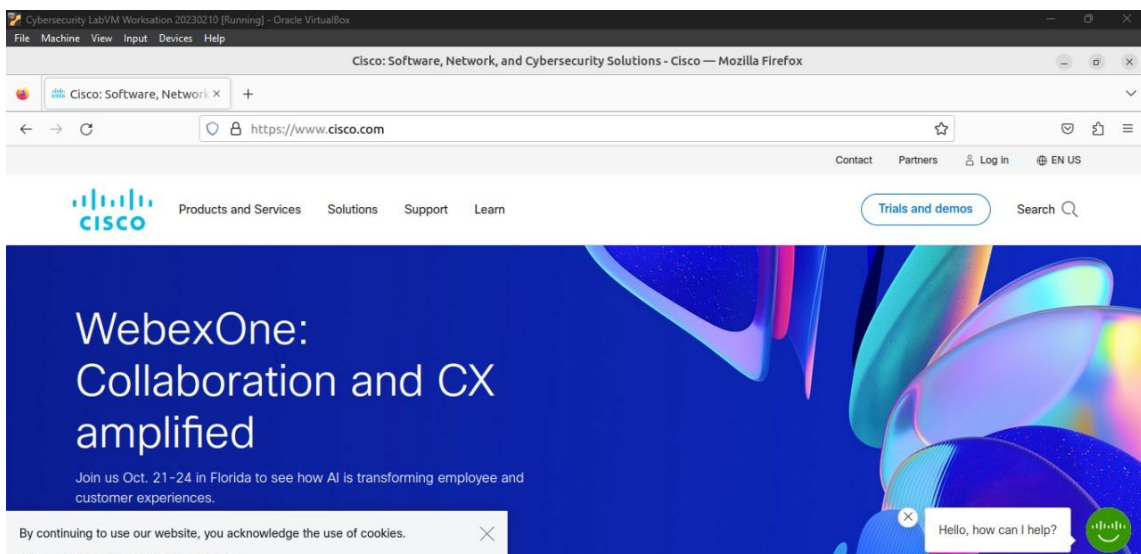 Cybersecurity LabVM Worksation 20230210 [Running] - Oracle VirtualBox
File Machine View Input Devices Help
Cisco: Software, Network, and Cybersecurity Solutions - Cisco — Mozilla Firefox
Cisco: Software, Network
https://www.cisco.com
Contact Partners Log In EN US
CISCO
Products and Services Solutions Support Learn Trials and demos Search
WebexOne:
Collaboration and CX
amplified
Join us Oct. 21-24 in Florida to see how AI is transforming employee and
customer experiences.
By continuing to use our website, you acknowledge the use of cookies.
Hello, how can I help?